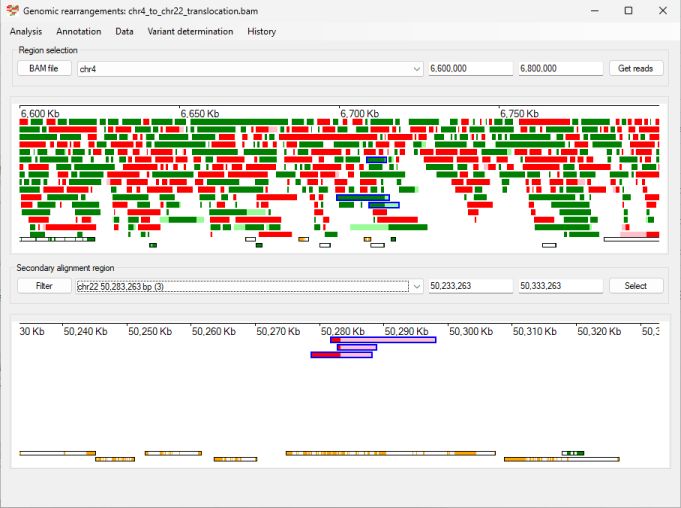 Genomic rearrangements: chr4_to_chr22_translocation.bam
Analysis Annotation Data Variant determination History
Region selection
BAM file chr4 6,600,000 6,800,000 Get reads
6,600 Kb 6,650 Kb 6,700 Kb 6,750 Kb
Secondary alignment region
Filter chr22 50,283,263 bp (3) 50,233,263 50,333,263 Select
30 Kb 50,240 Kb 50,250 Kb 50,260 Kb 50,270 Kb 50,280 Kb 50,290 Kb 50,300 Kb 50,310 Kb 50,320 Kb 50,3